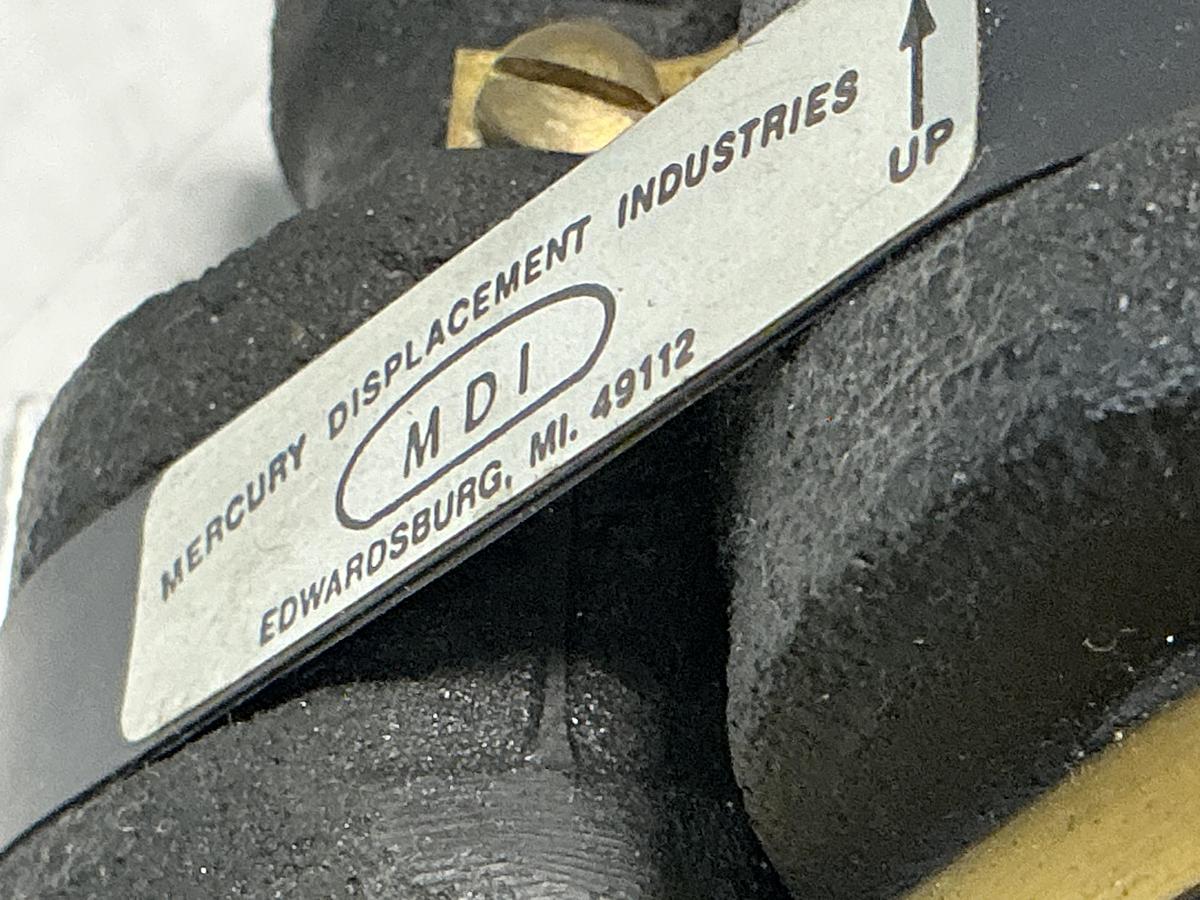 MERCURY DISPLACEMENT INDUSTRIES
MDI
EDWARDSBURG, MI. 49112
UP